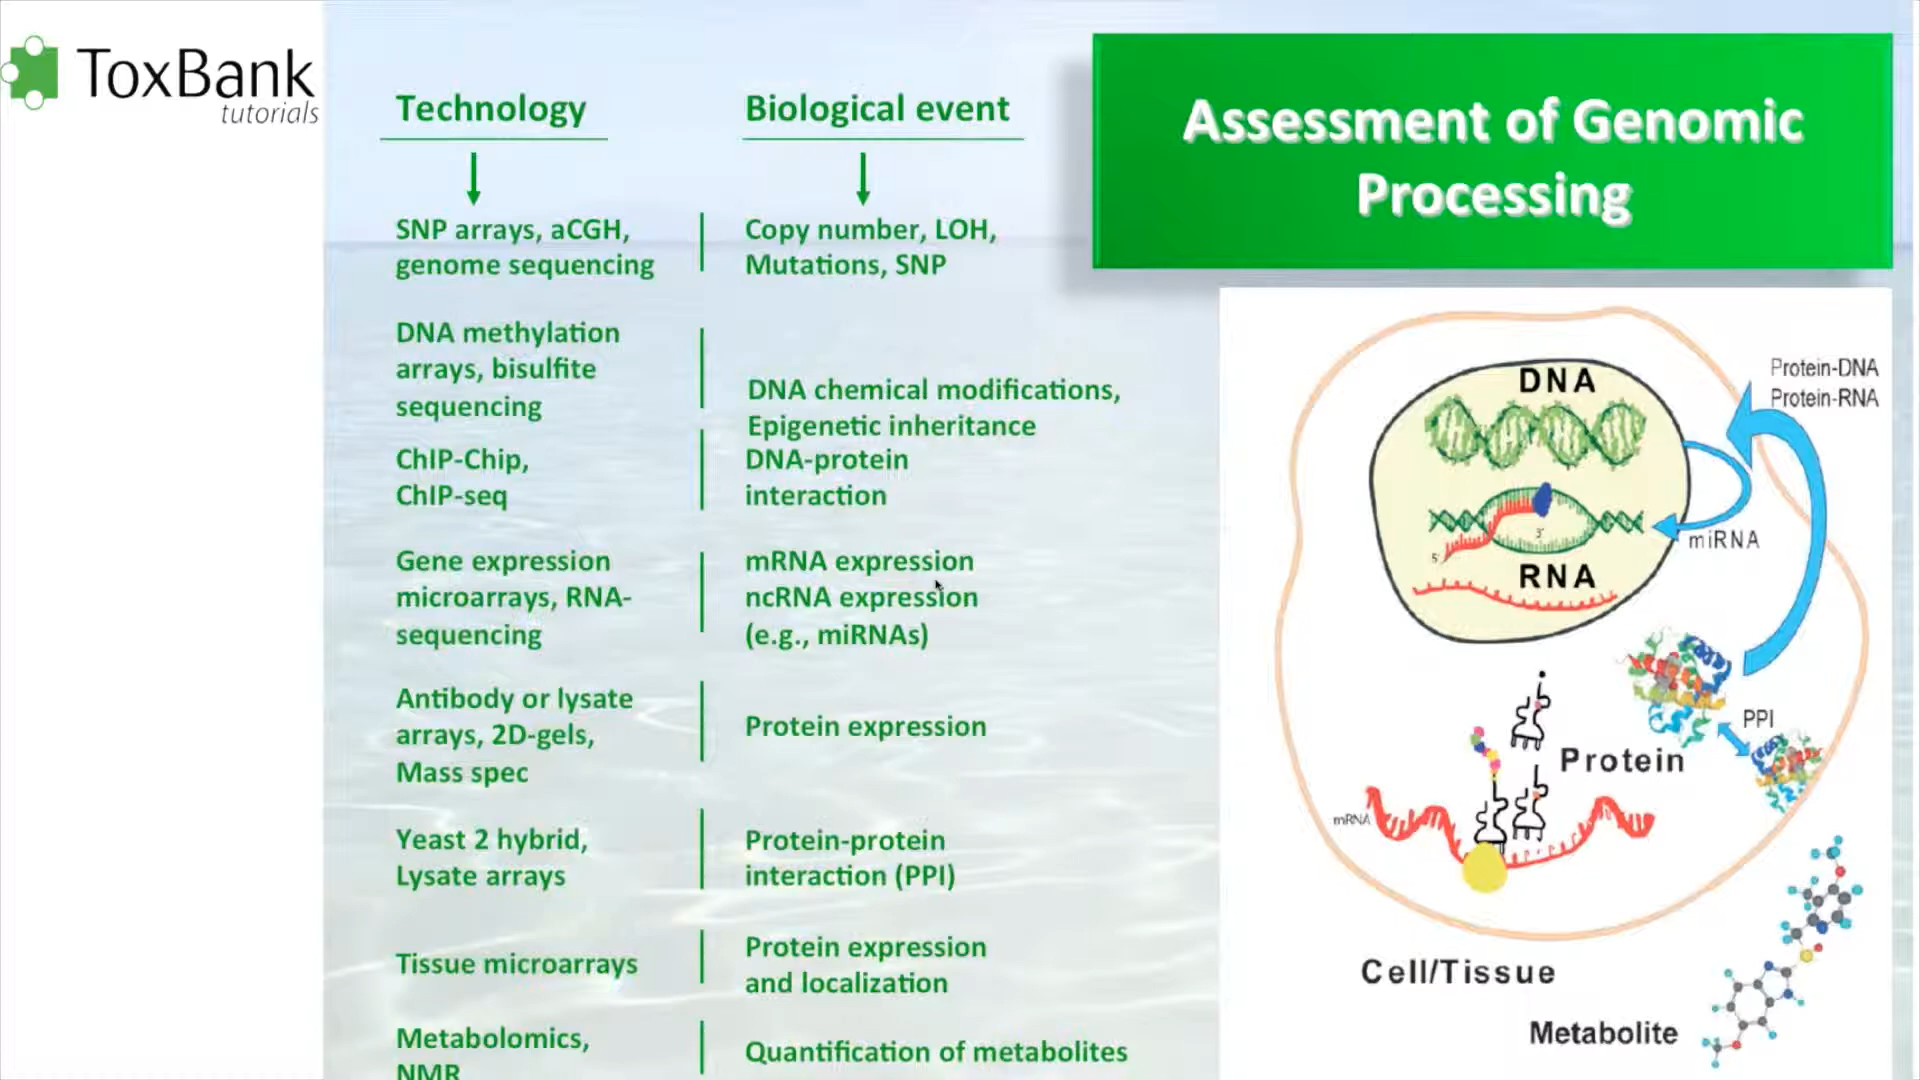 ToxBank
tutorials
Technology
Biological event
Assessment of Genomic
Processing
SNP arrays, aCGH,
genome sequencing
Copy number, LOH,
Mutations, SNP
DNA methylation
arrays, bisulfite
sequencing
DNA chemical modifications,
Epigenetic inheritance
ChIP-Chip,
ChIP-seq
DNA-protein
interaction
Gene expression
microarrays, RNA-
sequencing
mRNA expression
ncRNA expression
(e.g., miRNAs)
Antibody or lysate
arrays, 2D-gels,
Mass spec
Protein expression
Yeast 2 hybrid,
Lysate arrays
Protein-protein
interaction (PPI)
Tissue microarrays
Protein expression
and localization
Metabolomics,
NMR
Quantification of metabolites
DNA
Protein-DNA
Protein-RNA
3'
5'
miRNA
RNA
PPI
Protein
mRNA
Cell/Tissue
Metabolite